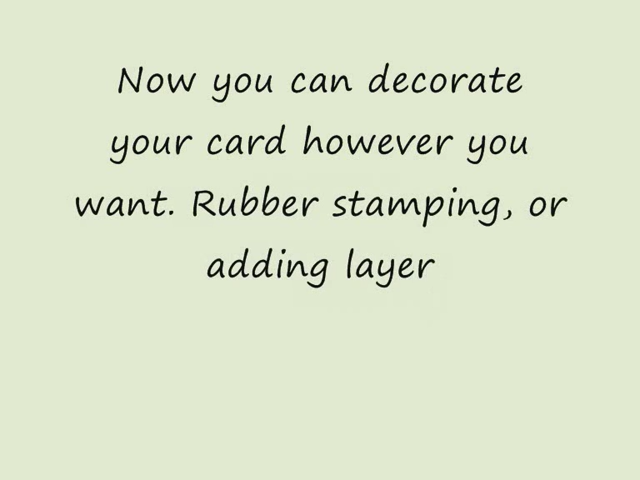 Now you can decorate
your card however you
want. Rubber stamping, or
adding layer